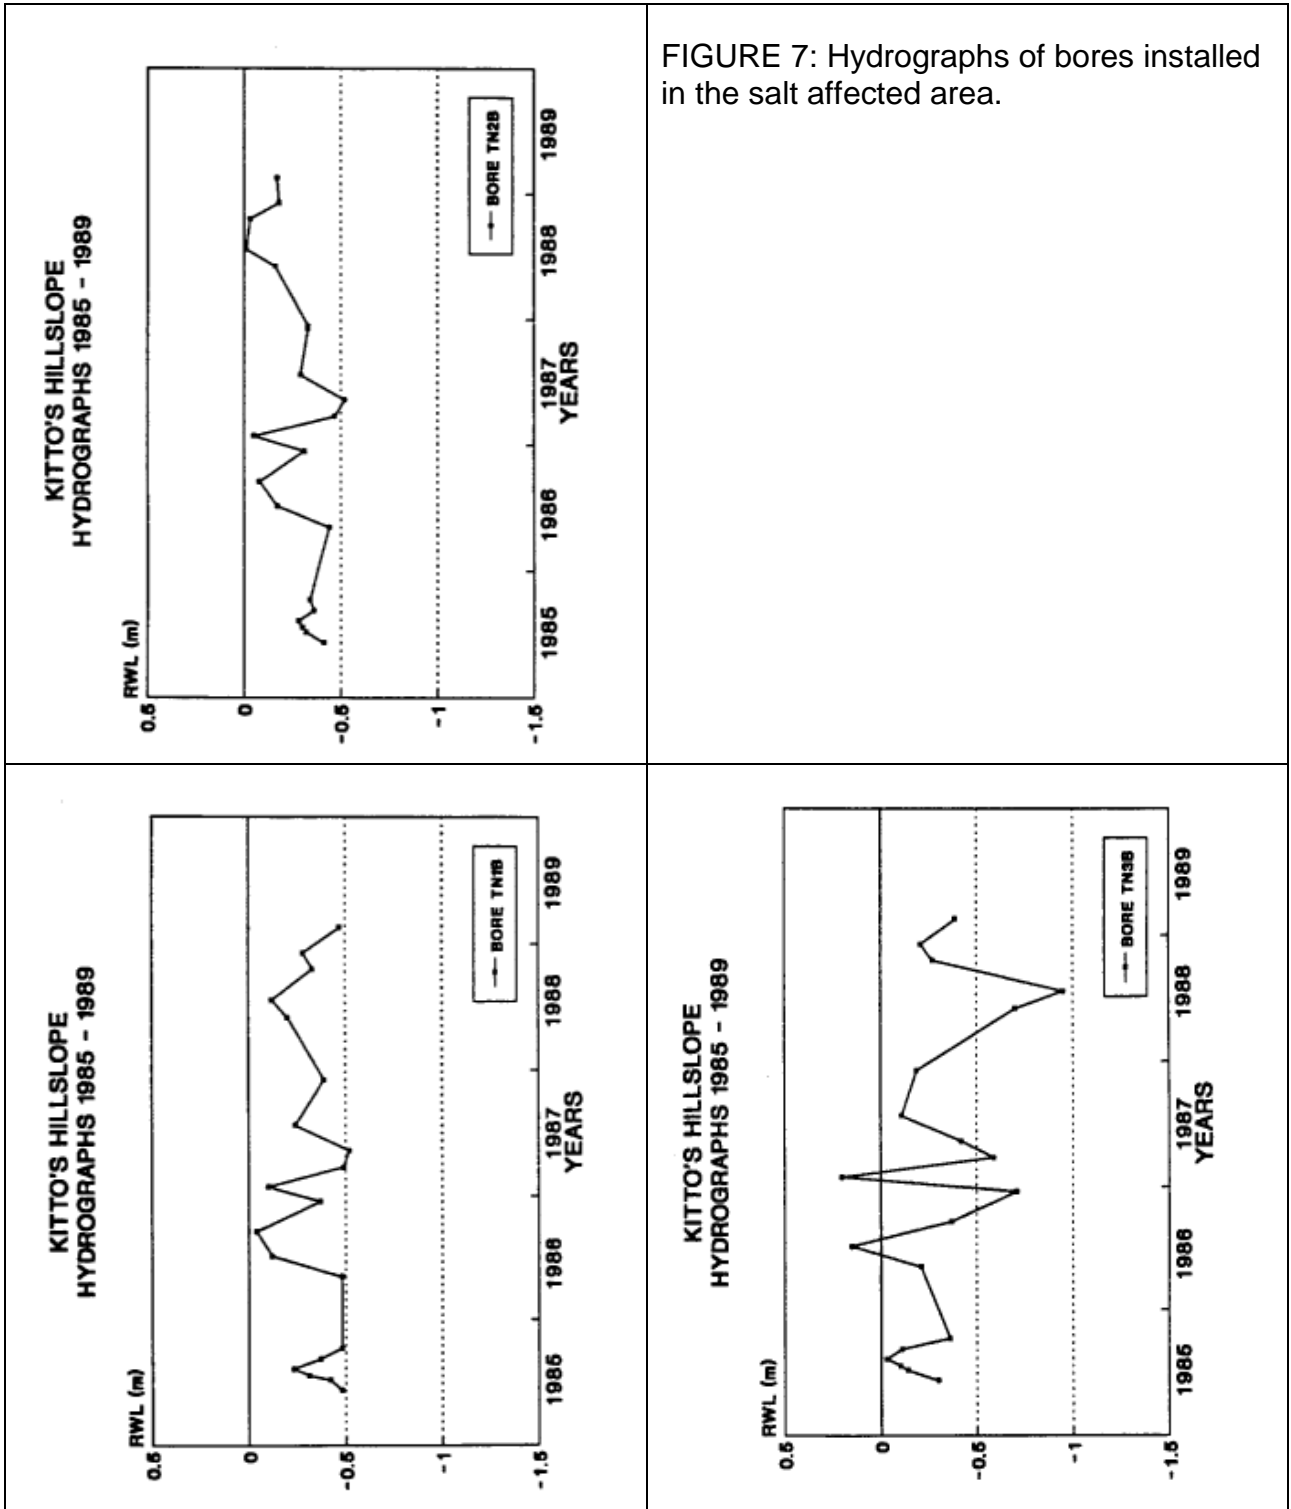 KITTO'S HILLSLOPE
HYDROGRAPHS 1985 - 1989
RWL (m)
0.5
0
-0.5
-1
-1.5
1985
1986
1987
1988
1989
YEARS
BORE TN2B
FIGURE 7: Hydrographs of bores installed
in the salt affected area.
KITTO'S HILLSLOPE
HYDROGRAPHS 1985 - 1989
RWL (m)
0.5
0
-0.5
-1
-1.5
1985
1986
1987
1988
1989
YEARS
BORE TN1B
KITTO'S HILLSLOPE
HYDROGRAPHS 1985 - 1989
RWL (m)
0.5
0
-0.5
-1
-1.5
1985
1986
1987
1988
1989
YEARS
BORE TN3B